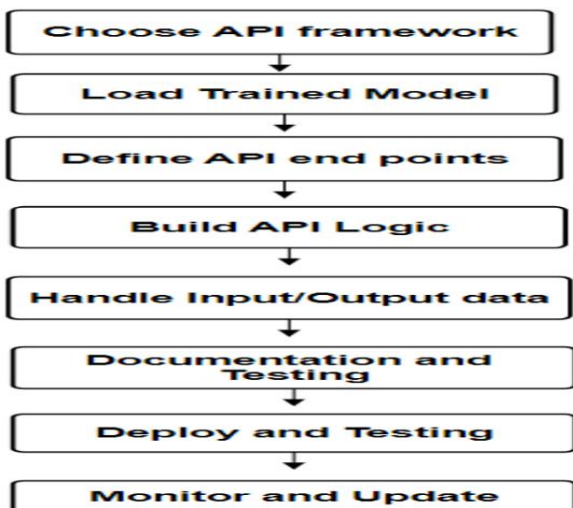 Choose API framework
Load Trained Model
Define API end points
Build API Logic
Handle Input/Output data
Documentation and
Testing
Deploy and Testing
Monitor and Update